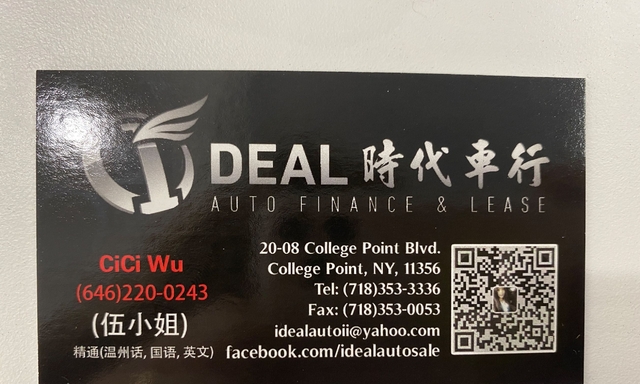 iDEAL 時代車行
AUTO FINANCE & LEASE
CiCi Wu
(646)220-0243
(伍小姐)
精通(温州话, 国语, 英文)
20-08 College Point Blvd.
College Point, NY, 11356
Tel: (718)353-3336
Fax: (718)353-0053
idealautoii@yahoo.com
facebook.com/idealautosale